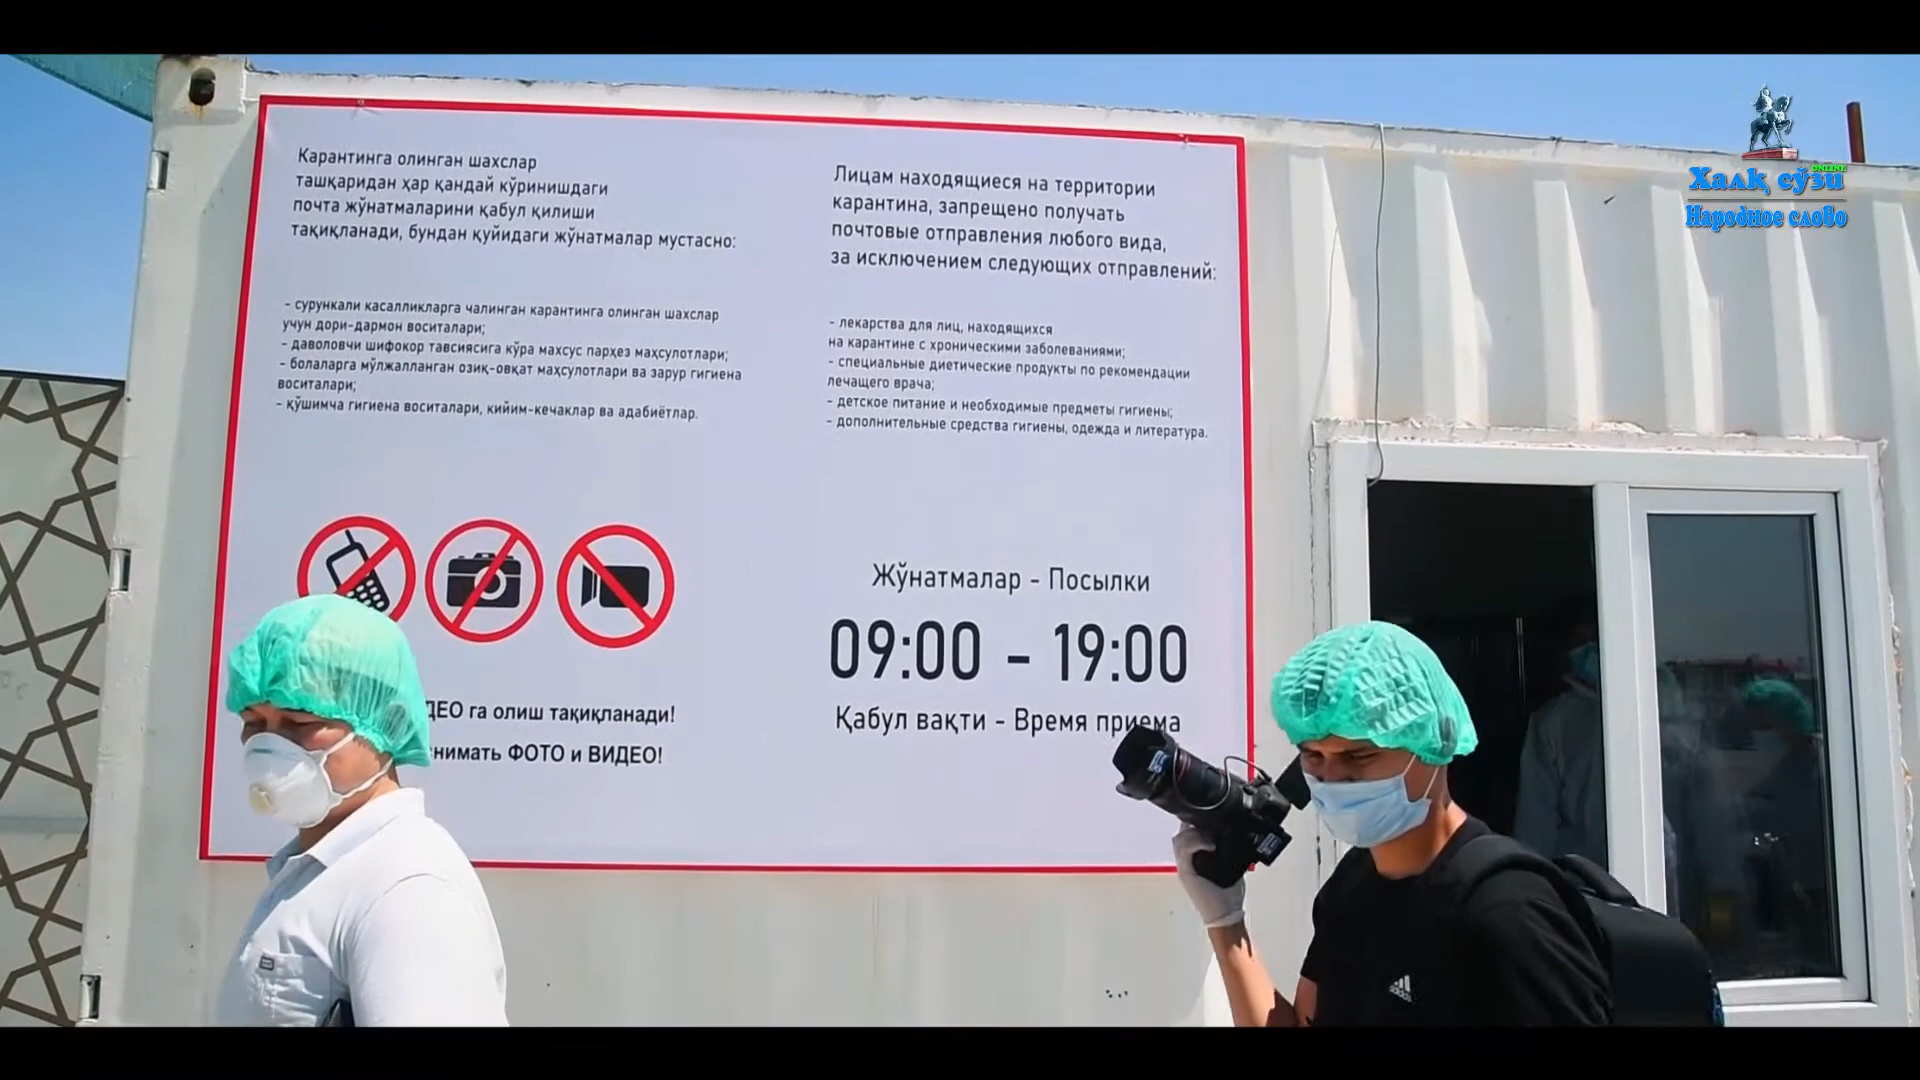 Карантинга олинган шахслар
ташқаридан ҳар қандай кўринишдаги
почта жўнатмаларини қабул қилиши
тақиқланади, бундан қуйидаги жўнатмалар мустасно:
- сурункали касалликларга чалинган карантинга олинган шахслар
учун дори-дармон воситалари;
- даволовчи шифокор тавсиясига кўра махсус парҳез маҳсулотлари;
- болаларга мўлжалланган озиқ-овқат маҳсулотлари ва зарур гигиена
воситалари;
- қўшимча гигиена воситалари, кийим-кечаклар ва адабиётлар.
ДЕО га олиш тақиқланади!
снимать ФОТО и ВИДЕО!
Лицам находящиеся на территории
карантина, запрещено получать
почтовые отправления любого вида,
за исключением следующих отправлений:
- лекарства для лиц, находящихся
на карантине с хроническими заболеваниями;
- специальные диетические продукты по рекомендации
лечащего врача;
- детское питание и необходимые предметы гигиены;
- дополнительные средства гигиены, одежда и литература.
Жўнатмалар - Посылки
09:00 - 19:00
Қабул вақти - Время приема
ONLINE
Халқ сўзи
Народное слово
adidas